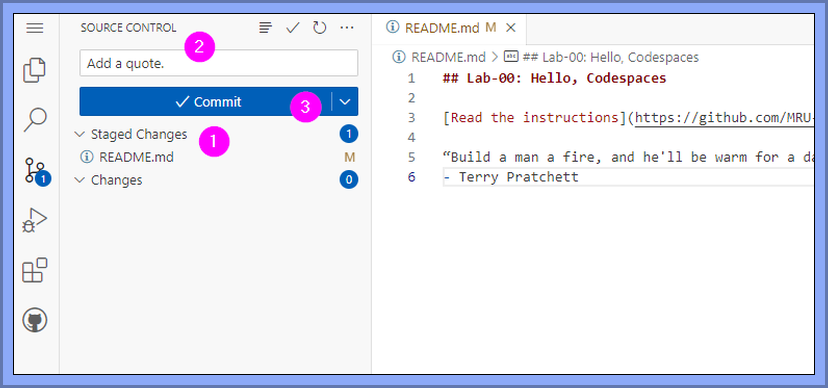 SOURCE CONTROL
2
Add a quote.
Commit
3
Staged Changes
1
1
README.md M
Changes 0
1
README.md M
README.md > ## Lab-00: Hello, Codespaces
1 ## Lab-00: Hello, Codespaces
2
3 [Read the instructions](https://github.com/MRU-
4
5 “Build a man a fire, and he'll be warm for a da
6 - Terry Pratchett